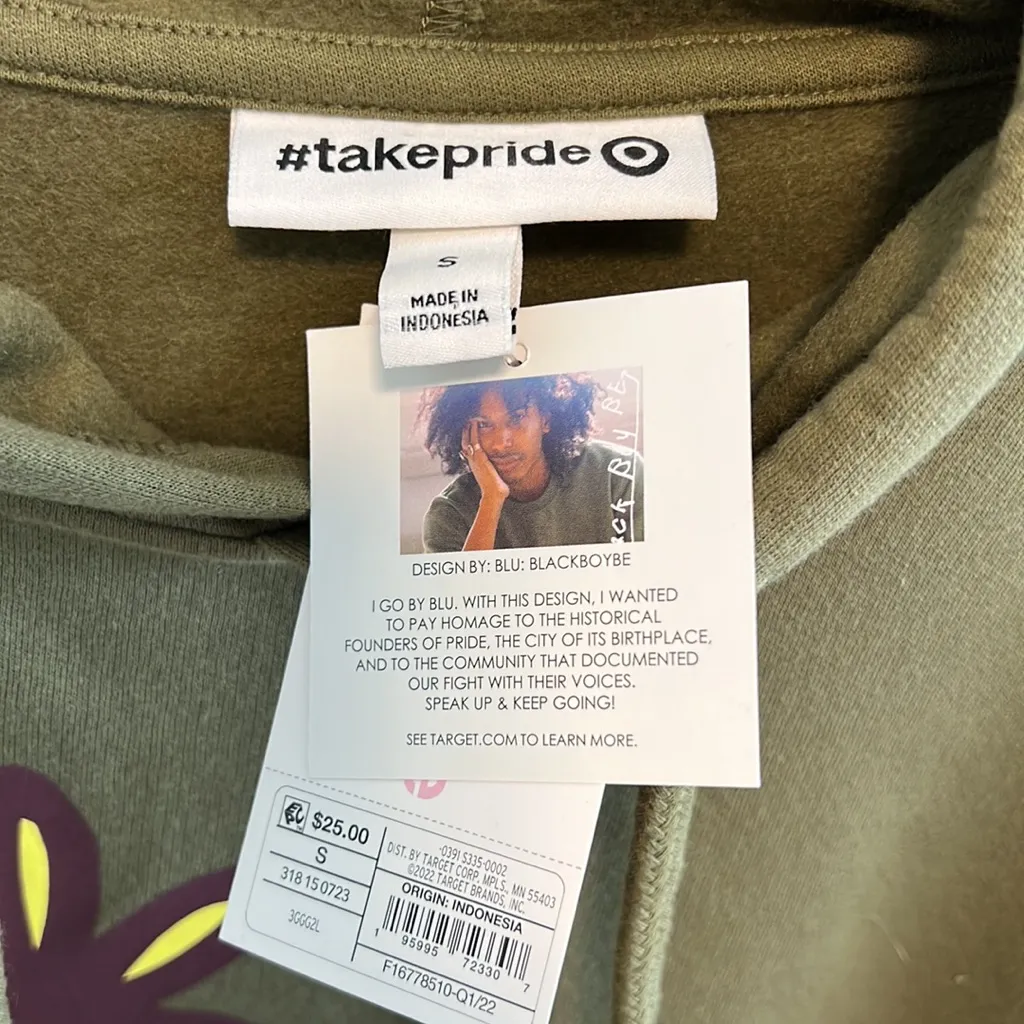 #takepride
S
MADE IN
INDONESIA
DESIGN BY: BLU: BLACKBOYBE
I GO BY BLU. WITH THIS DESIGN, I WANTED
TO PAY HOMAGE TO THE HISTORICAL
FOUNDERS OF PRIDE, THE CITY OF ITS BIRTHPLACE,
AND TO THE COMMUNITY THAT DOCUMENTED
OUR FIGHT WITH THEIR VOICES.
SPEAK UP & KEEP GOING!
SEE TARGET.COM TO LEARN MORE.
$25.00
S
318150723
3GGG2L
-0391 S335-0002
DIST. BY TARGET CORP. MPLS., MN 55403
©2022 TARGET BRANDS, INC.
ORIGIN: INDONESIA
1 95995 72330 7
F16778510-Q1/22